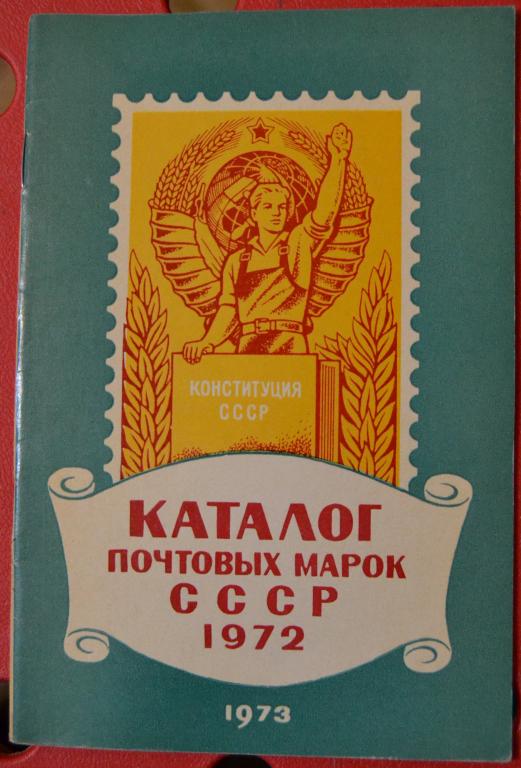 КОНСТИТУЦИЯ
СССР
КАТАЛОГ
ПОЧТОВЫХ МАРОК
СССР
1972
1973